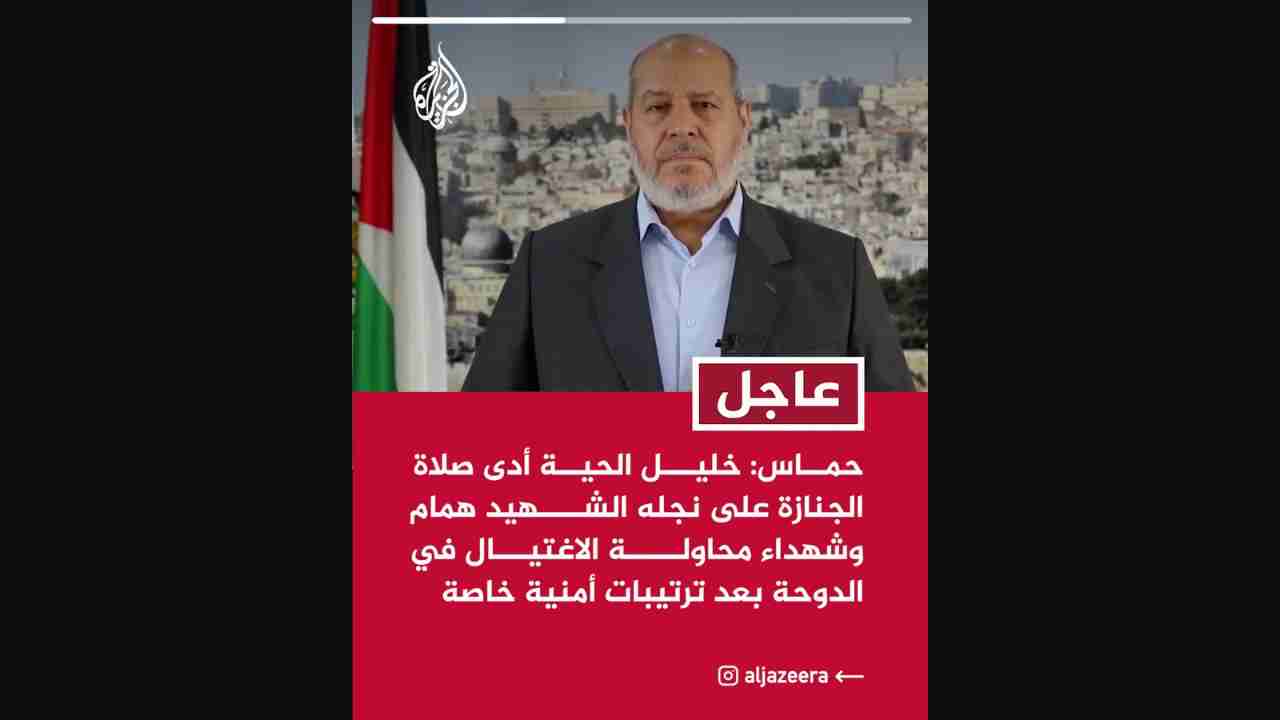 الجزيرة
عاجل
حماس: خليل الحية أدى صلاة
الجنازة على نجله الشهيد همام
وشهداء محاولة الاغتيال في
الدوحة بعد ترتيبات أمنية خاصة
aljazeera